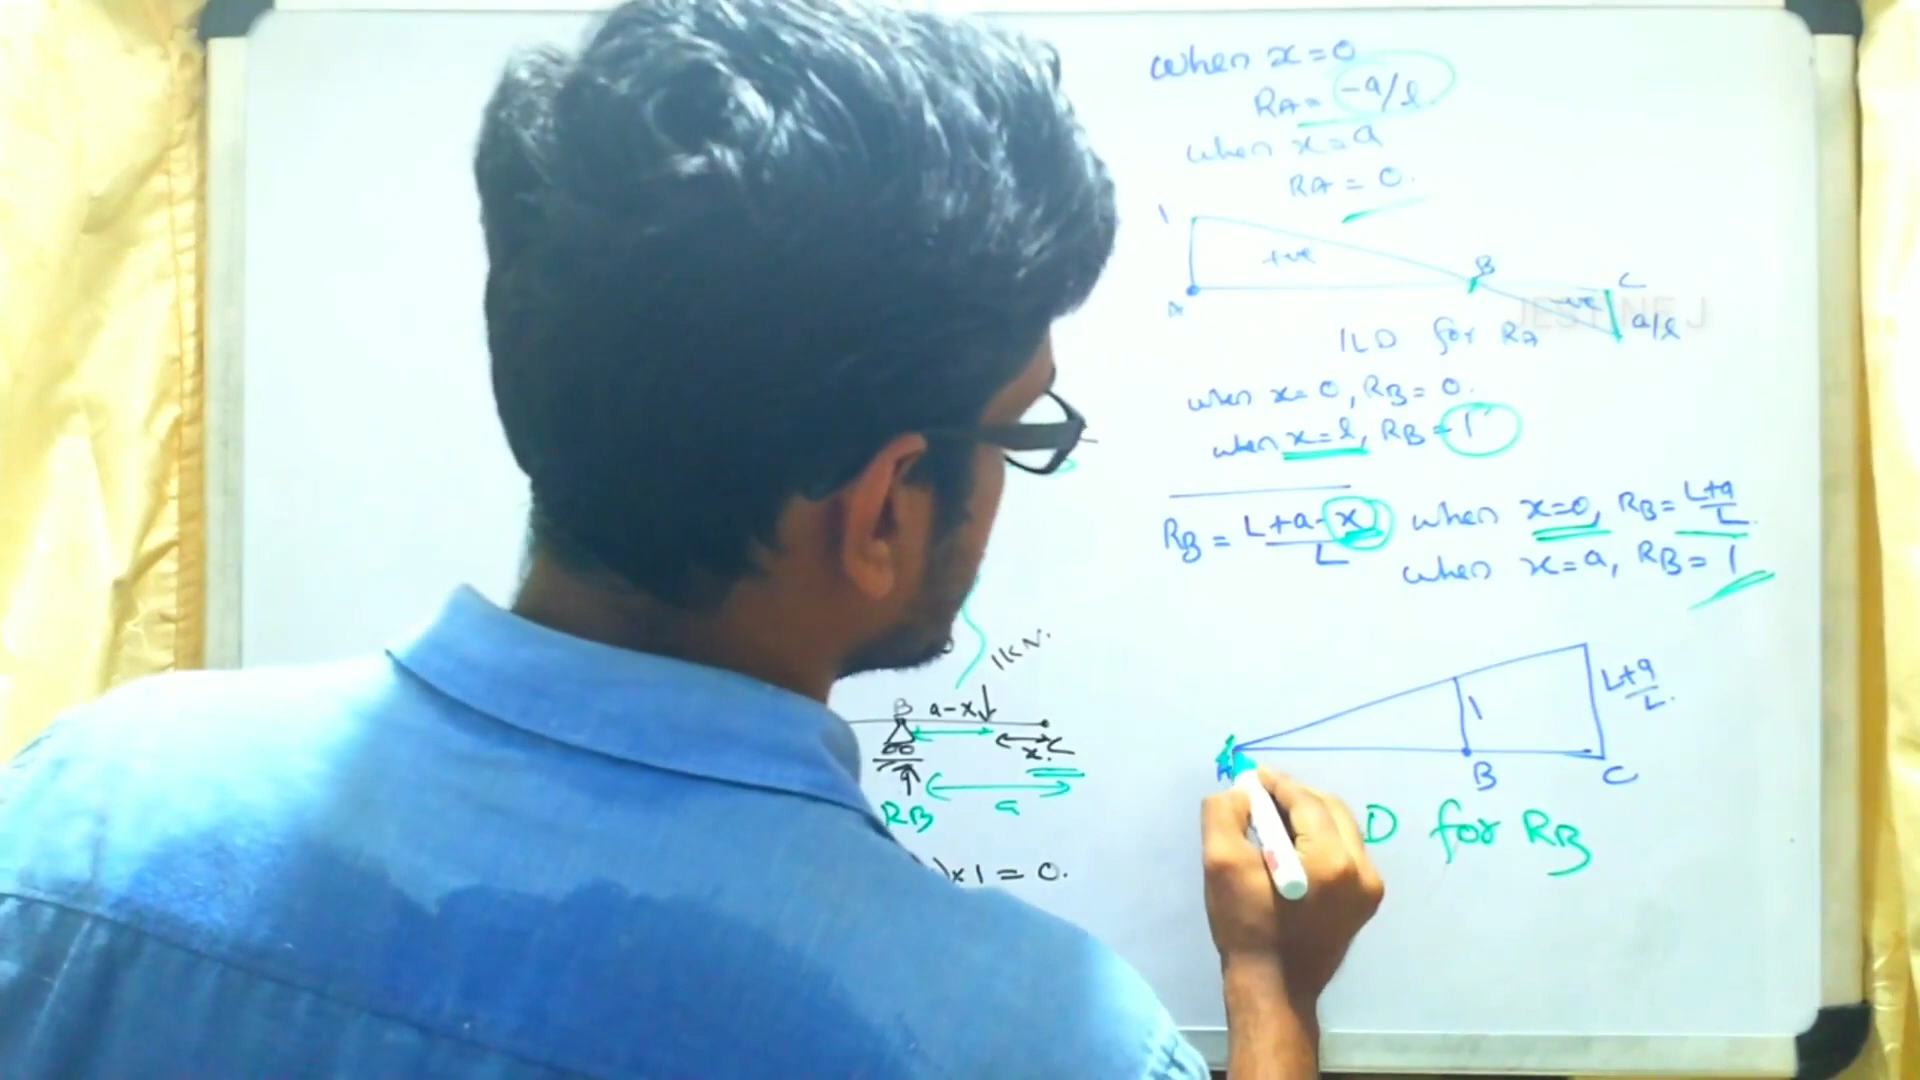 when x=0
RA= -a/l
when x=a
RA = 0.
1
+ve
B
C
A
-ve
a/l
JESTINE J
ILD for RA
when x=0, RB=0.
when x=l, RB=1
RB = L+a-x/L
when x=0, RB= L+a/L.
when x=a, RB=1
1KN.
B a-x
x C
a
RB
)x1=0.
1
L+a/L.
A B C
D for RB